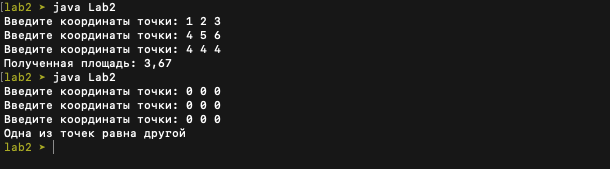 [lab2 ➤ java Lab2
Введите координаты точки: 1 2 3
Введите координаты точки: 4 5 6
Введите координаты точки: 4 4 4
Полученная площадь: 3,67
[lab2 ➤ java Lab2
Введите координаты точки: 0 0 0
Введите координаты точки: 0 0 0
Введите координаты точки: 0 0 0
Одна из точек равна другой
lab2 ➤